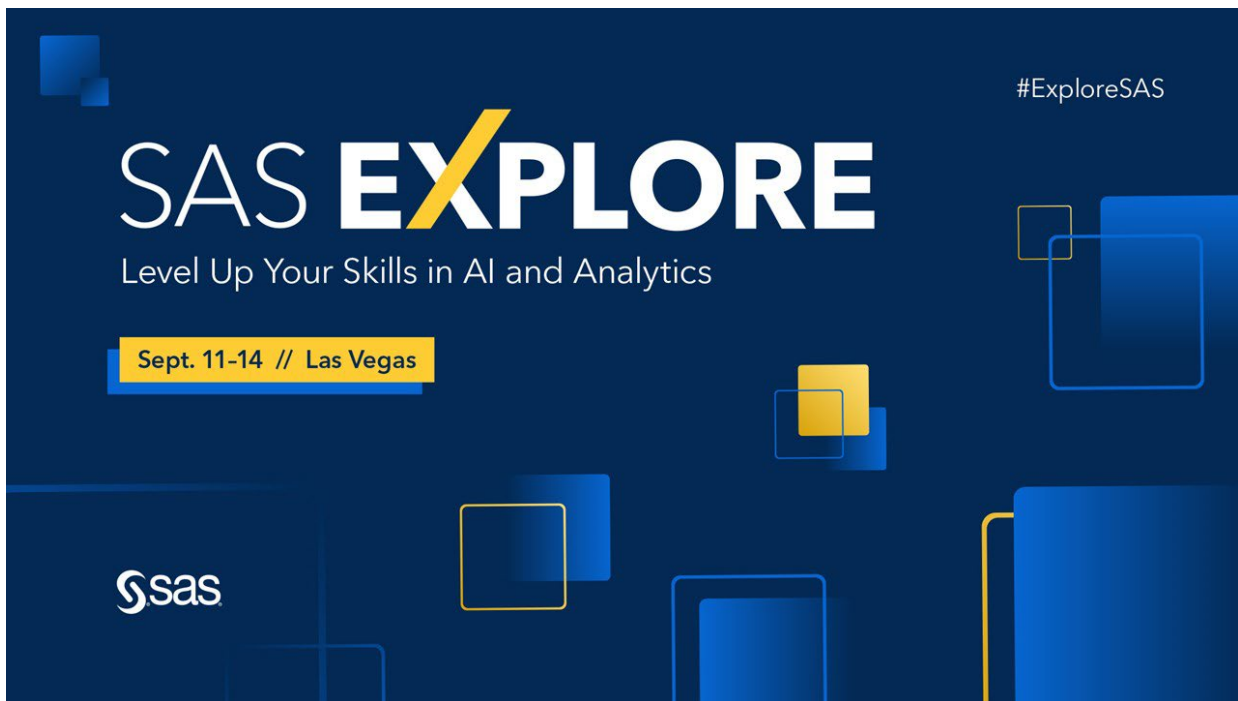 #ExploreSAS
SAS EXPLORE
Level Up Your Skills in AI and Analytics
Sept. 11–14 // Las Vegas
sas